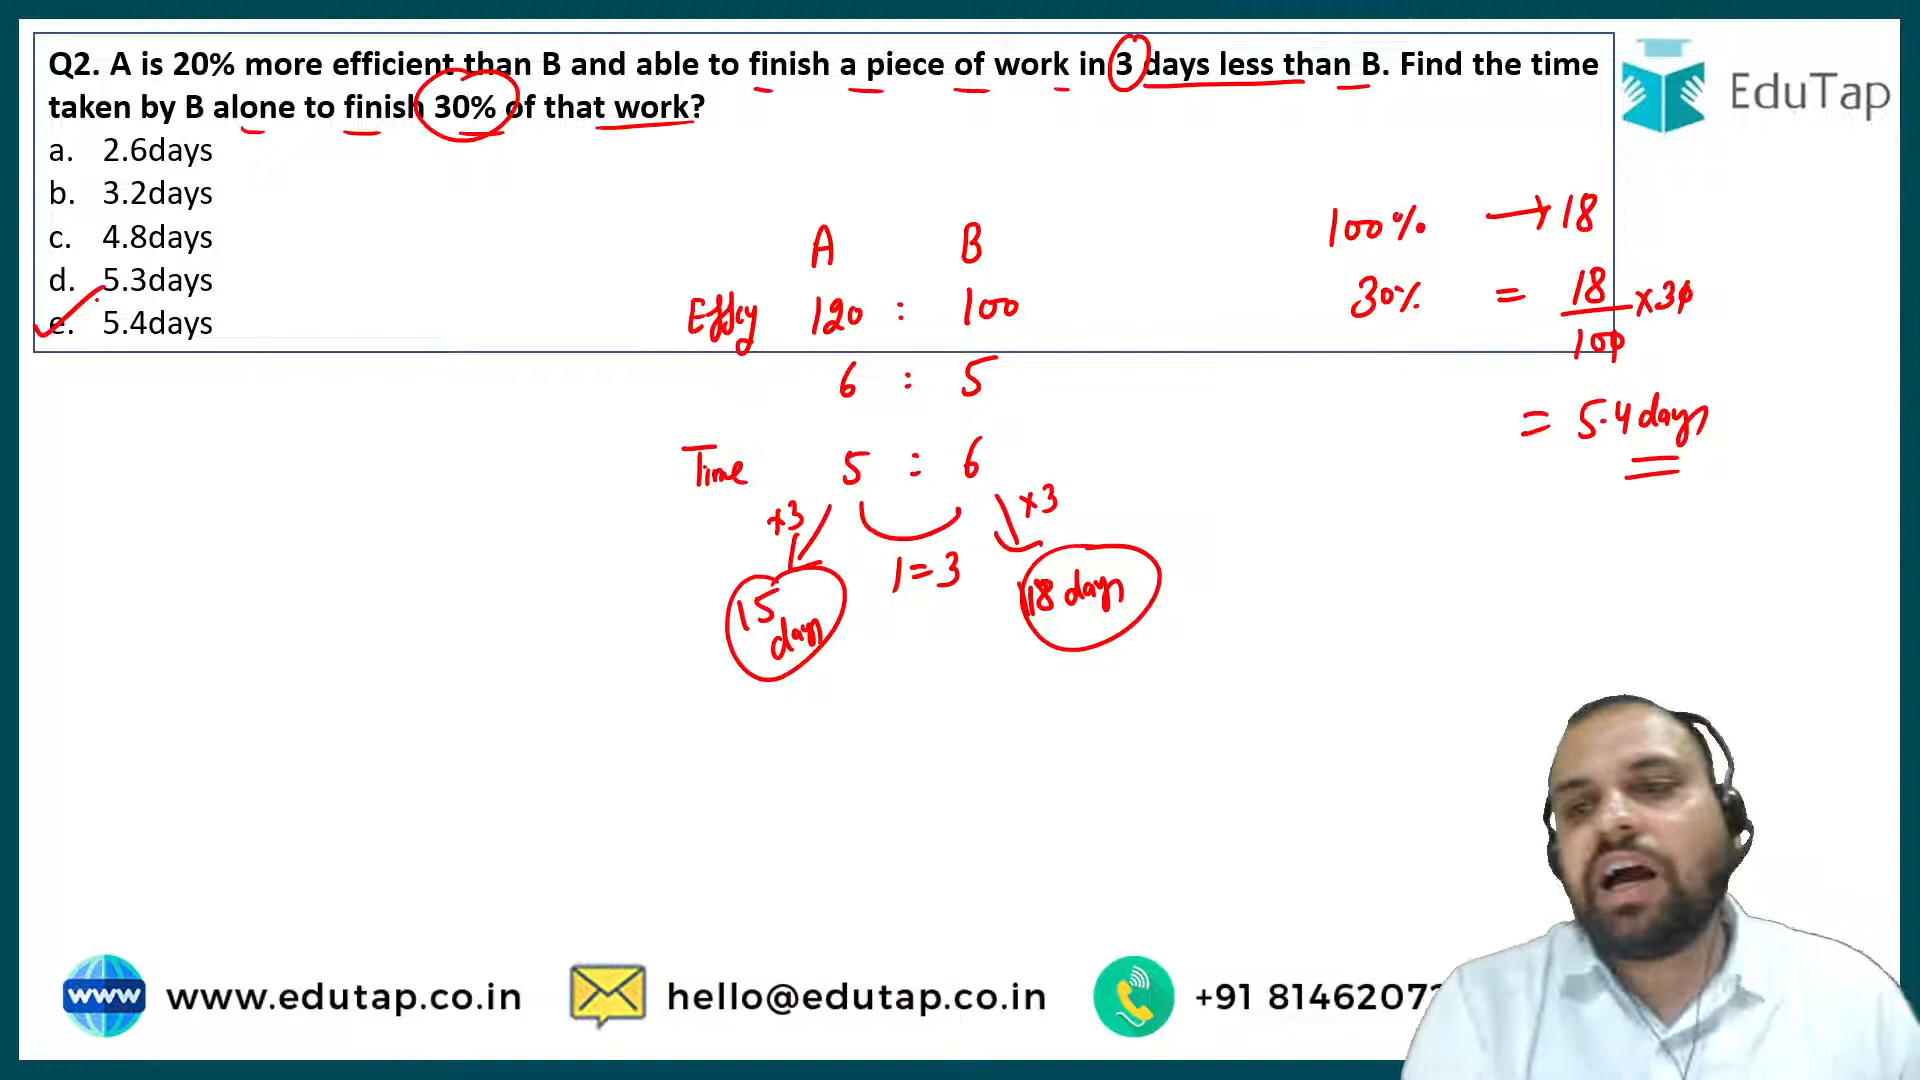 Q2. A is 20% more efficient than B and able to finish a piece of work in 3 days less than B. Find the time
taken by B alone to finish 30% of that work?
a. 2.6days
b. 3.2days
c. 4.8days
d. 5.3days
e. 5.4days
EduTap
A B
Effcy 120 : 100
6 : 5
Time 5 : 6
×3 ×3
1=3
15 days
18 days
100% → 18
30% = 18/100 ×30
= 5.4 days
www
www.edutap.co.in
hello@edutap.co.in
+91 8146207